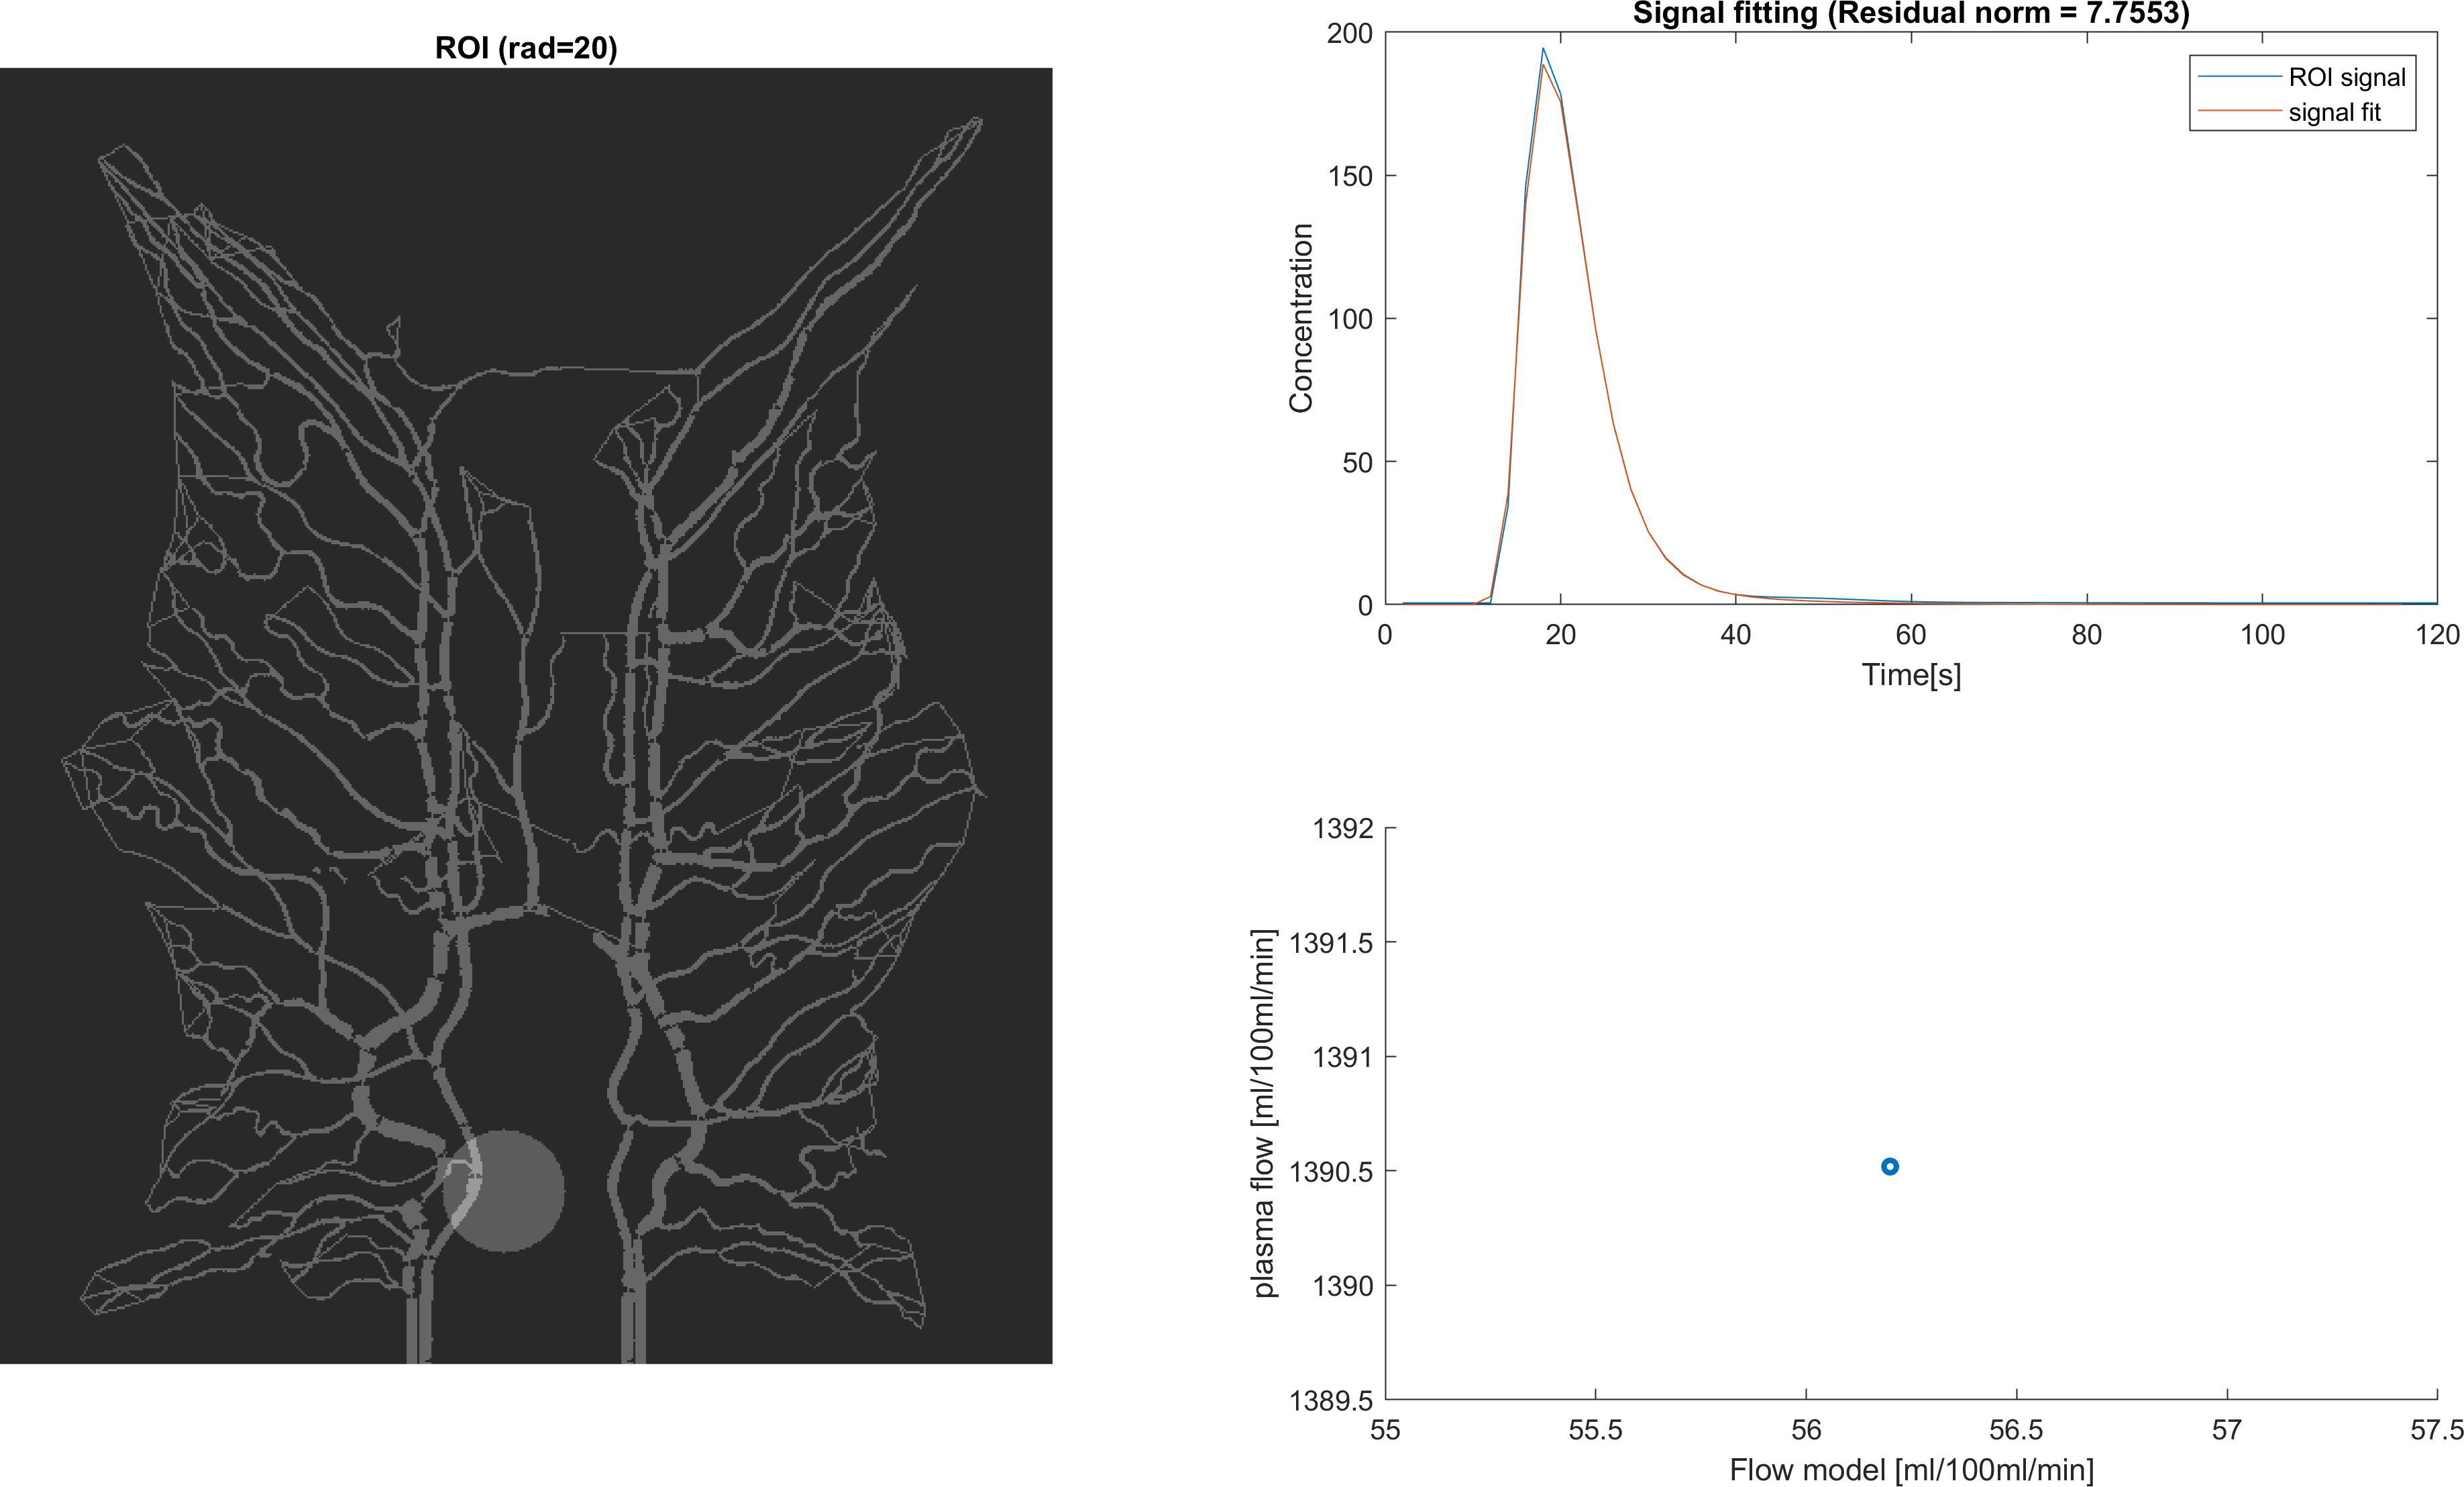 ROI (rad=20)
Signal fitting (Residual norm = 7.7553)
200
150
100
50
0
Concentration
ROI signal
signal fit
0 20 40 60 80 100 120
Time[s]
1392
1391.5
1391
1390.5
1390
1389.5
plasma flow [ml/100ml/min]
55 55.5 56 56.5 57 57.5
Flow model [ml/100ml/min]